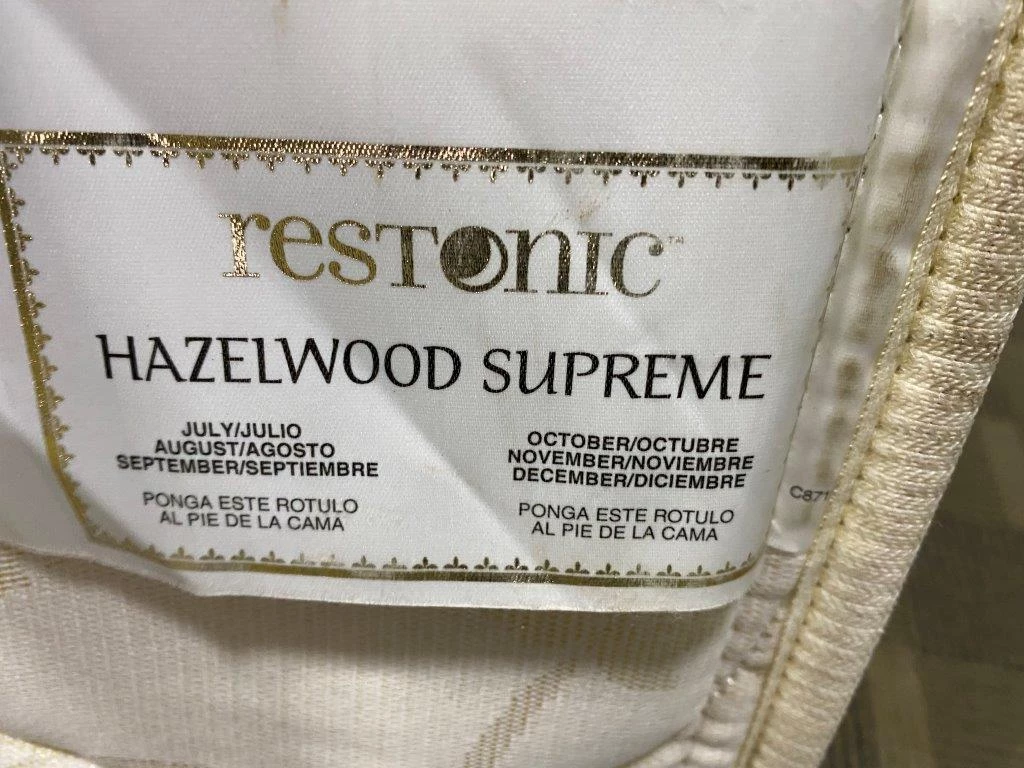 resTonic™
HAZELWOOD SUPREME
JULY/JULIO
AUGUST/AGOSTO
SEPTEMBER/SEPTIEMBRE
PONGA ESTE ROTULO
AL PIE DE LA CAMA
OCTOBER/OCTUBRE
NOVEMBER/NOVIEMBRE
DECEMBER/DICIEMBRE
PONGA ESTE ROTULO
AL PIE DE LA CAMA